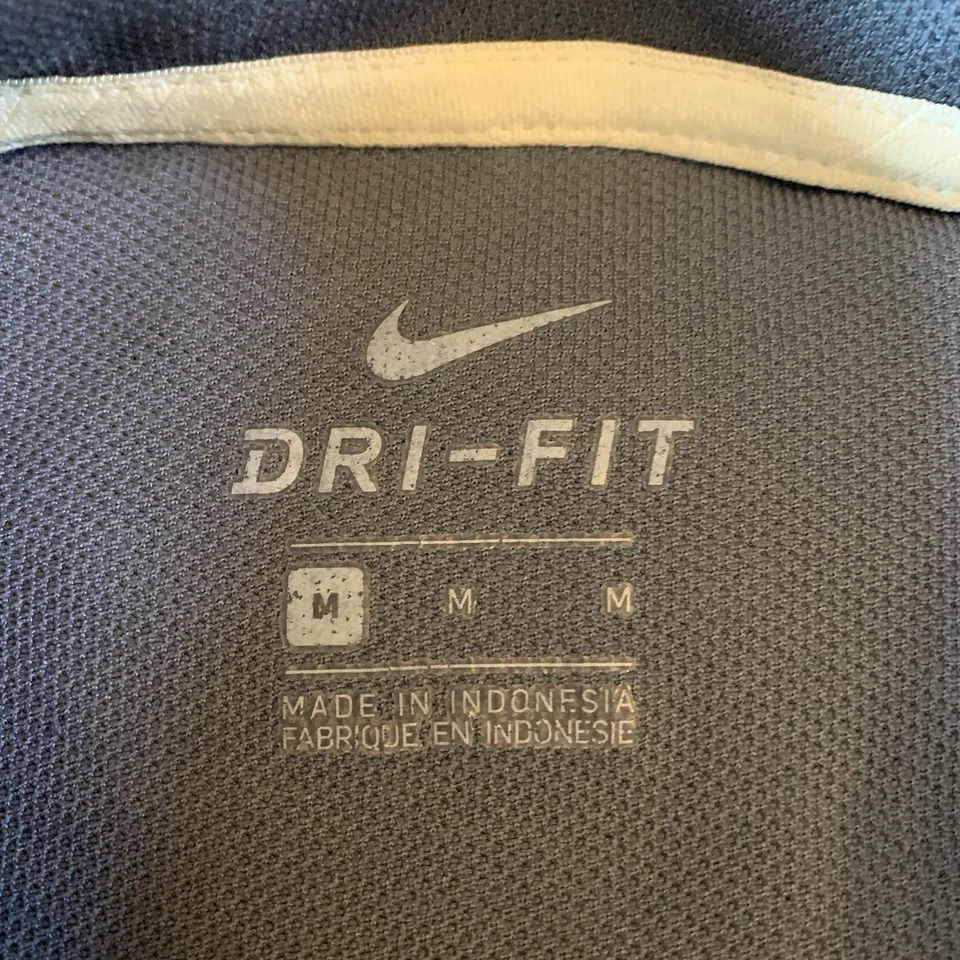 DRI-FIT
M M M
MADE IN INDONESIA
FABRIQUE EN INDONESIE